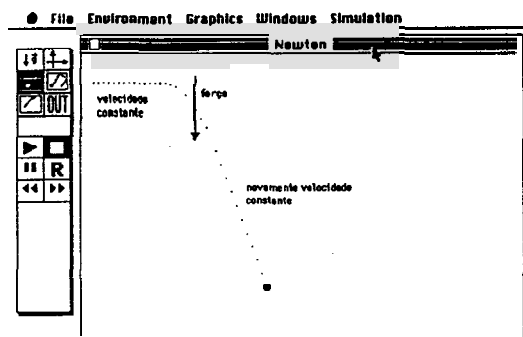 File Environment Graphics Windows Simulation
Newton
OUT
R
velocidade
constante
força
novamente velocidade
constante